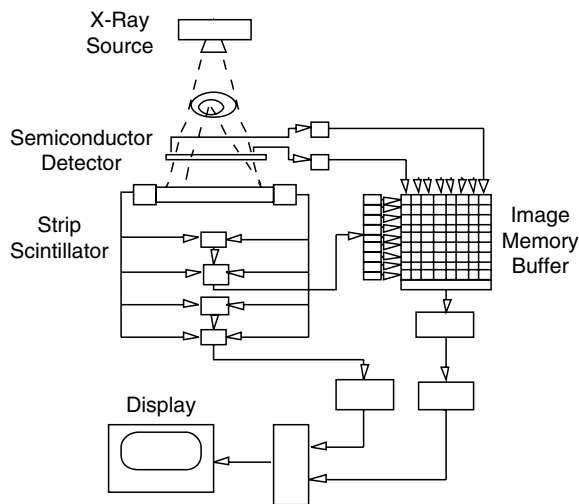 X-Ray
Source
Semiconductor
Detector
Strip
Scintillator
Image
Memory
Buffer
Display